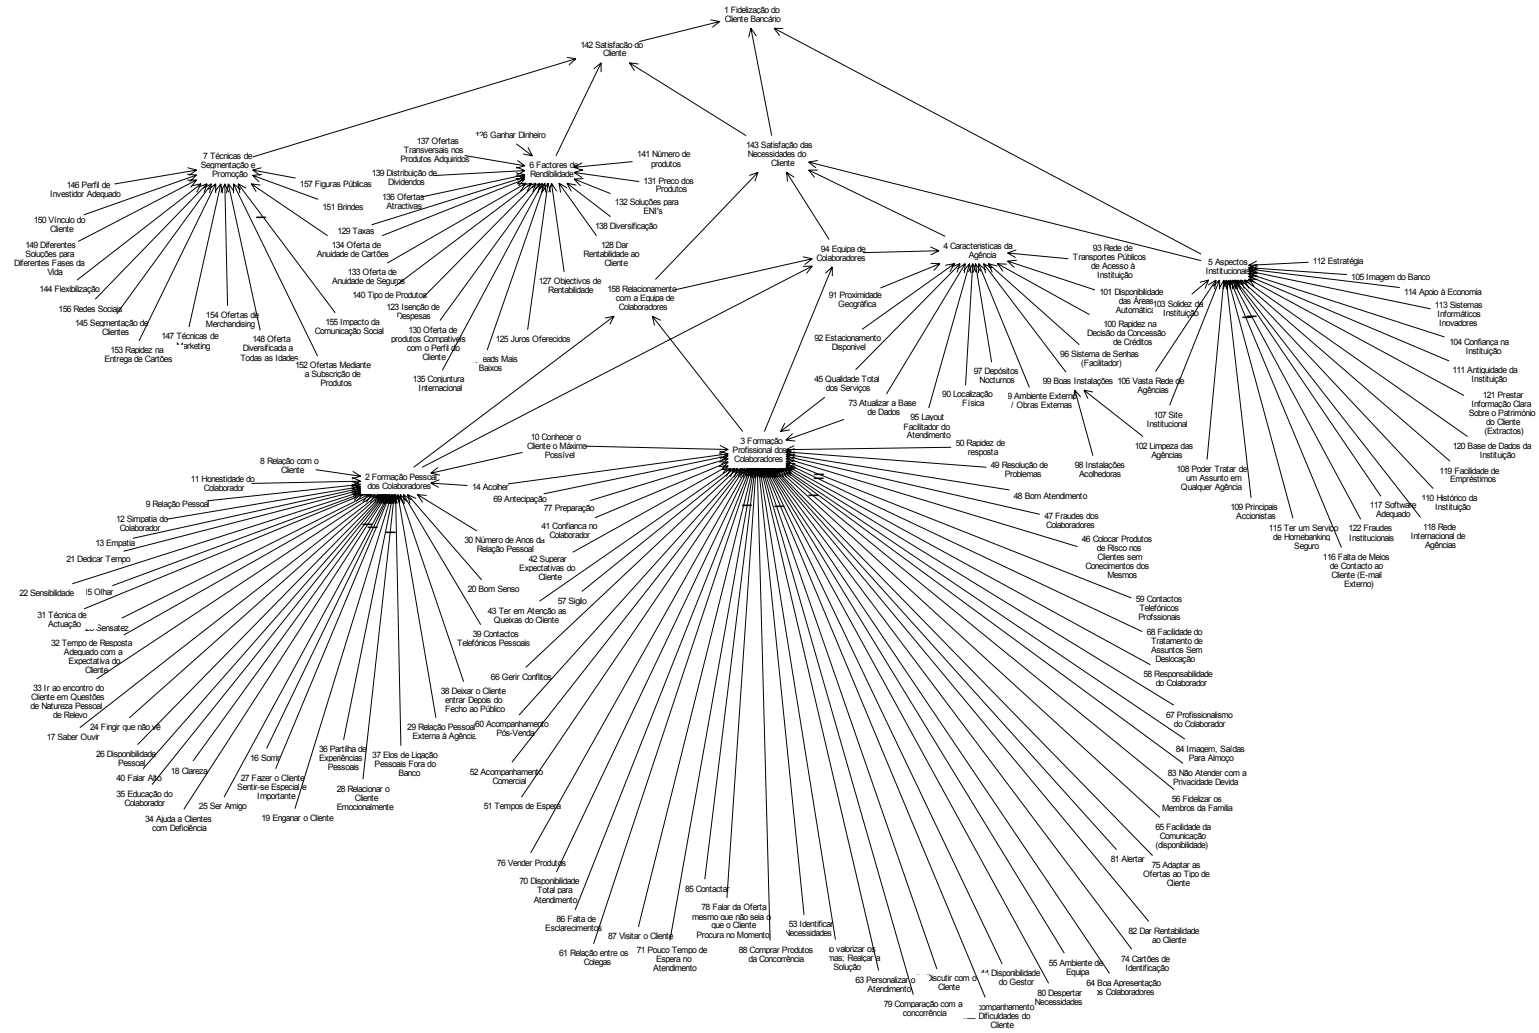 1 Fidelização do
Cliente Bancário
142 Satisfacão do
Cliente
143 Satisfação das
Necessidades do
Cliente
7 Técnicas de
Segmentação e
Promoção
146 Perfil de
Investidor Adequado
150 Vínculo do
Cliente
149 Diferentes
Soluções para
Diferentes Fases da
Vida
144 Flexibilização
156 Redes Sociais
145 Segmentação de
Clientes
153 Rapidez na
Entrega de Cartões
147 Técnicas de
154 Ofertas de
Merchandising
148 Oferta
Diversificada a
Todas as Idades
152 Ofertas Mediante
a Subscrição de
Produtos
155 Impacto da
Comunicação Social
157 Figuras Públicas
151 Brindes
6 Factores de
Rendibilidade
Ganhar Dinheiro
137 Ofertas
Transversais nos
Produtos Adquiridos
139 Distribuição de
Dividendos
136 Ofertas
Atractivas
129 Taxas
134 Oferta de
Anuidade de Cartões
133 Oferta de
Anuidade de Seguros
140 Tipo de Produtos
123 Isenção de
Despesas
130 Oferta de
produtos Compatíveis
com o Perfil do
Cliente
135 Conjuntura
Internacional
Mais
Baixos
125 Juros Oferecidos
127 Objectivos de
Rentabilidade
128 Dar
Rentabilidade ao
Cliente
138 Diversificação
132 Soluções para
ENI's
131 Preco dos
Produtos
141 Número de
produtos
158 Relacionamento
com a Equipa de
Colaboradores
94 Equipa de
Colaboradores
4 Caracteristicas da
Agência
91 Proximidade
Geográfica
92 Estacionamento
Disponivel
45 Qualidade Total
dos Serviços
73 Atualizar a Base
de Dados
95 Layout
Facilitador do
Atendimento
90 Localização
Física
97 Depósitos
Nocturnos
9 Ambiente Externo
/ Obras Externas
99 Boas Instalações
96 Sistema de Senhas
(Facilitador)
100 Rapidez na
Decisão da Concessão
de Créditos
101 Disponibilidade
das Áreas
93 Rede de
Transportes Públicos
de Acesso à
Instituição
98 Instalações
Acolhedoras
102 Limpeza das
Agências
5 Aspectos
Institucionais
112 Estratégia
105 Imagem do Banco
114 Apoio à Economia
113 Sistemas
Informáticos
Inovadores
104 Confiança na
Instituição
111 Antiguidade da
Instituição
121 Prestar
Informação Clara
Sobre o Património
do Cliente
(Extractos)
120 Base de Dados da
Instituição
119 Facilidade de
Empréstimos
110 Histórico da
Instituição
118 Rede
Internacional de
Agências
117 Software
Adequado
122 Fraudes
Institucionais
116 Falta de Meios
de Contacto ao
Cliente (E-mail
Externo)
115 Ter um Serviço
de Homebanking
Seguro
109 Principais
Accionistas
108 Poder Tratar de
um Assunto em
Qualquer Agência
107 Site
Institucional
106 Vasta Rede de
Agências
103 Solidez da
Instituição
2 Formação Pessoal
dos Colaboradores
8 Relação com o
Cliente
11 Honestidade do
Colaborador
9 Relação Pessoal
12 Simpatia do
Colaborador
13 Empatia
21 Dedicar Tempo
22 Sensibilidade
Olhar
31 Técnica de
Actuação
Sensatez
32 Tempo de Resposta
Adequado com a
Expectativa do
Cliente
33 Ir ao encontro do
Cliente em Questões
de Natureza Pessoal
de Relevo
24 Fingir que não vê
17 Saber Ouvir
26 Disponibilidade
Pessoal
40 Falar Alto
35 Educação do
Colaborador
18 Clareza
34 Ajuda a Clientes
com Deficiência
25 Ser Amigo
16 Sorrir
27 Fazer o Cliente
Sentir-se Especial e
Importante
19 Enganar o Cliente
36 Partilha de
Experiências
Pessoais
28 Relacionar o
Cliente
Emocionalmente
37 Elos de Ligação
Pessoais Fora do
Banco
29 Relação Pessoal
Externa à Agência
38 Deixar o Cliente
entrar Depois do
Fecho ao Público
39 Contactos
Telefónicos Pessoais
20 Bom Senso
30 Número de Anos da
Relação Pessoal
10 Conhecer o
Cliente o Máximo
Possível
14 Acolher
3 Formação
Profissional dos
Colaboradores
69 Antecipação
77 Preparação
41 Confianca no
Colaborador
42 Superar
Expectativas do
Cliente
57 Sigilo
43 Ter em Atenção as
Queixas do Cliente
66 Gerir Conflitos
60 Acompanhamento
Pós-Venda
52 Acompanhamento
Comercial
51 Tempos de Espera
76 Vender Produtos
70 Disponibilidade
Total para
Atendimento
86 Falta de
Esclarecimentos
61 Relação entre os
Colegas
87 Visitar o Cliente
71 Pouco Tempo de
Espera no
Atendimento
85 Contactar
78 Falar da Oferta
mesmo que não seja o
que o Cliente
Procura no Momento
88 Comprar Produtos
da Concorrência
53 Identificar
Necessidades
valorizar os
Realçar a
Solução
63 Personalizar o
Atendimento
79 Comparação com a
concorrência
Discutir com o
Cliente
Disponibilidade
do Gestor
Dificuldades do
Cliente
80 Despertar
Necessidades
55 Ambiente de
Equipa
64 Boa Apresentação
Colaboradores
74 Cartões de
Identificação
82 Dar Rentabilidade
ao Cliente
75 Adaptar as
Ofertas ao Tipo de
Cliente
81 Alertar
65 Facilidade da
Comunicação
(disponibilidade)
56 Fidelizar os
Membros da Família
83 Não Atender com a
Privacidade Devida
84 Imagem, Saídas
Para Almoço
67 Profissionalismo
do Colaborador
58 Responsabilidade
do Colaborador
68 Facilidade do
Tratamento de
Assuntos Sem
Deslocação
59 Contactos
Telefónicos
Profssionais
46 Colocar Produtos
de Risco nos
Clientes sem
Conecimentos dos
Mesmos
47 Fraudes dos
Colaboradores
48 Bom Atendimento
49 Resolução de
Problemas
50 Rapidez de
resposta